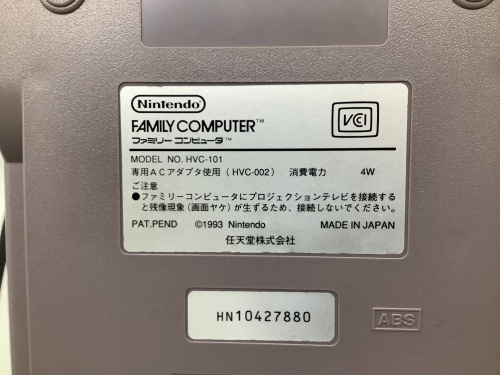 Nintendo
FAMILY COMPUTER™
ファミリー コンピュータ™
VCI
MODEL NO. HVC-101
専用ACアダプタ使用(HVC-002) 消費電力 4W
ご注意
●ファミリーコンピュータにプロジェクションテレビを接続する
と残像現象(画面ヤケ)が生ずるため、接続しないでください。
PAT.PEND ©1993 Nintendo MADE IN JAPAN
任天堂株式会社
HN10427880
ABS